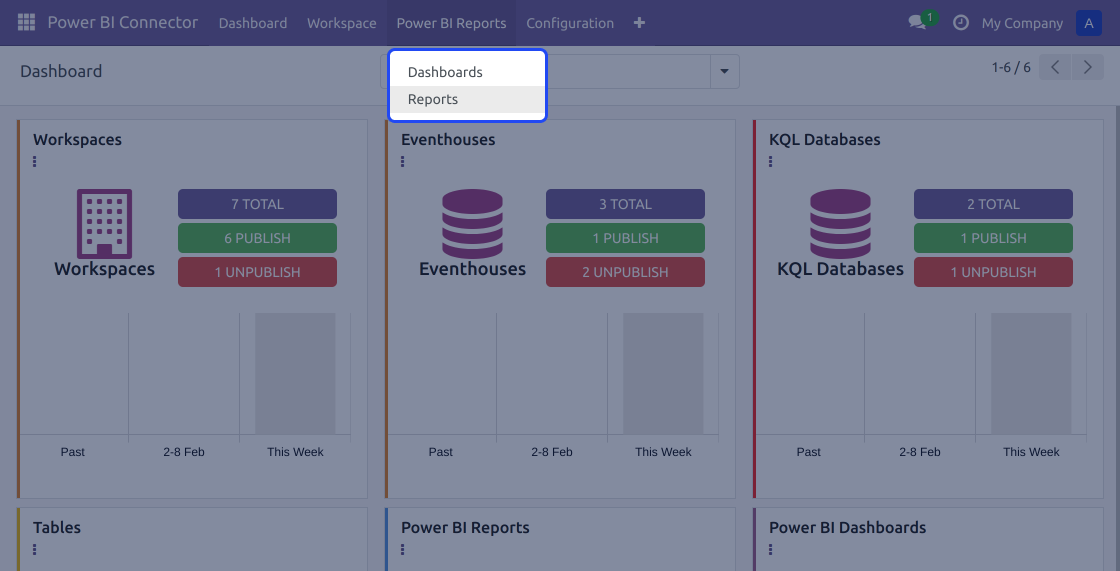 Power BI Connector Dashboard Workspace Power BI Reports Configuration 1 My Company A
Dashboard 1-6 / 6
Dashboards
Reports
Workspaces
7 TOTAL
6 PUBLISH
1 UNPUBLISH
Workspaces
Past 2-8 Feb This Week
Eventhouses
3 TOTAL
1 PUBLISH
2 UNPUBLISH
Eventhouses
Past 2-8 Feb This Week
KQL Databases
2 TOTAL
1 PUBLISH
1 UNPUBLISH
KQL Databases
Past 2-8 Feb This Week
Tables
Power BI Reports
Power BI Dashboards